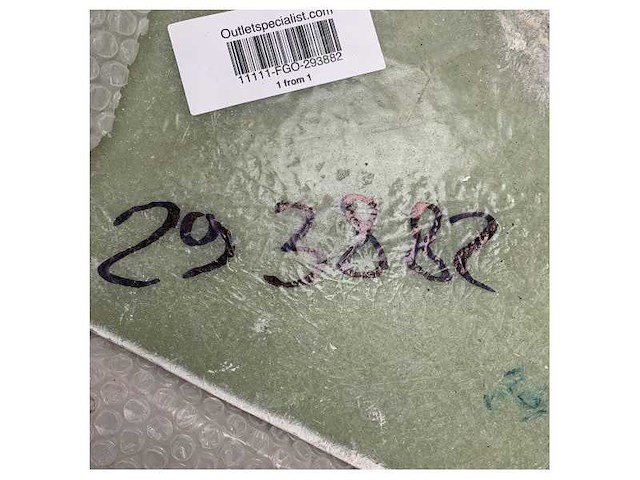 Outletspecialist.com
11111-FGO-293882
1 from 1
293882